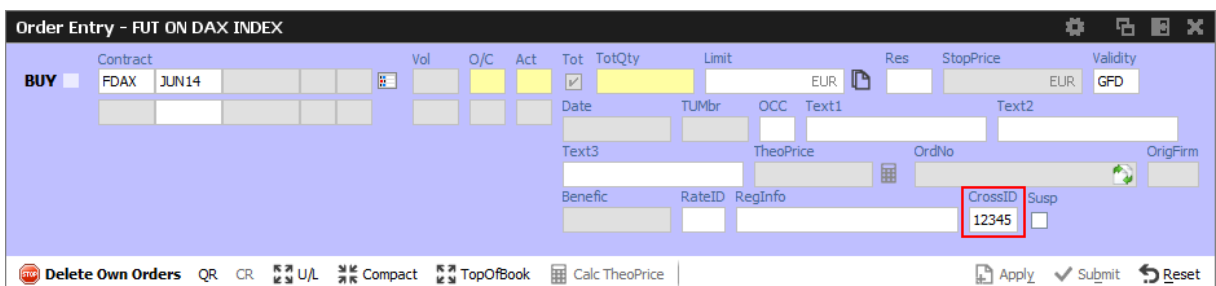 Order Entry - FUT ON DAX INDEX
Contract Vol O/C Act Tot TotQty Limit Res StopPrice Validity
BUY FDAX JUN14 EUR EUR GFD
Date TUMbr OCC Text1 Text2
Text3 TheoPrice OrdNo OrigFirm
Benefic RateID RegInfo CrossID Susp
12345
STOP Delete Own Orders QR CR U/L Compact TopOfBook Calc TheoPrice Apply Submit Reset